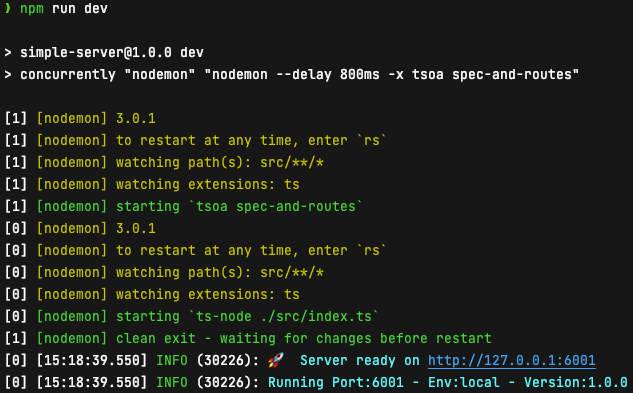 ❯ npm run dev
> simple-server@1.0.0 dev
> concurrently "nodemon" "nodemon --delay 800ms -x tsoa spec-and-routes"
[1] [nodemon] 3.0.1
[1] [nodemon] to restart at any time, enter `rs`
[1] [nodemon] watching path(s): src/**/*
[1] [nodemon] watching extensions: ts
[1] [nodemon] starting `tsoa spec-and-routes`
[0] [nodemon] 3.0.1
[0] [nodemon] to restart at any time, enter `rs`
[0] [nodemon] watching path(s): src/**/*
[0] [nodemon] watching extensions: ts
[0] [nodemon] starting `ts-node ./src/index.ts`
[1] [nodemon] clean exit - waiting for changes before restart
[0] [15:18:39.550] INFO (30226): 🚀 Server ready on http://127.0.0.1:6001
[0] [15:18:39.550] INFO (30226): Running Port:6001 - Env:local - Version:1.0.0